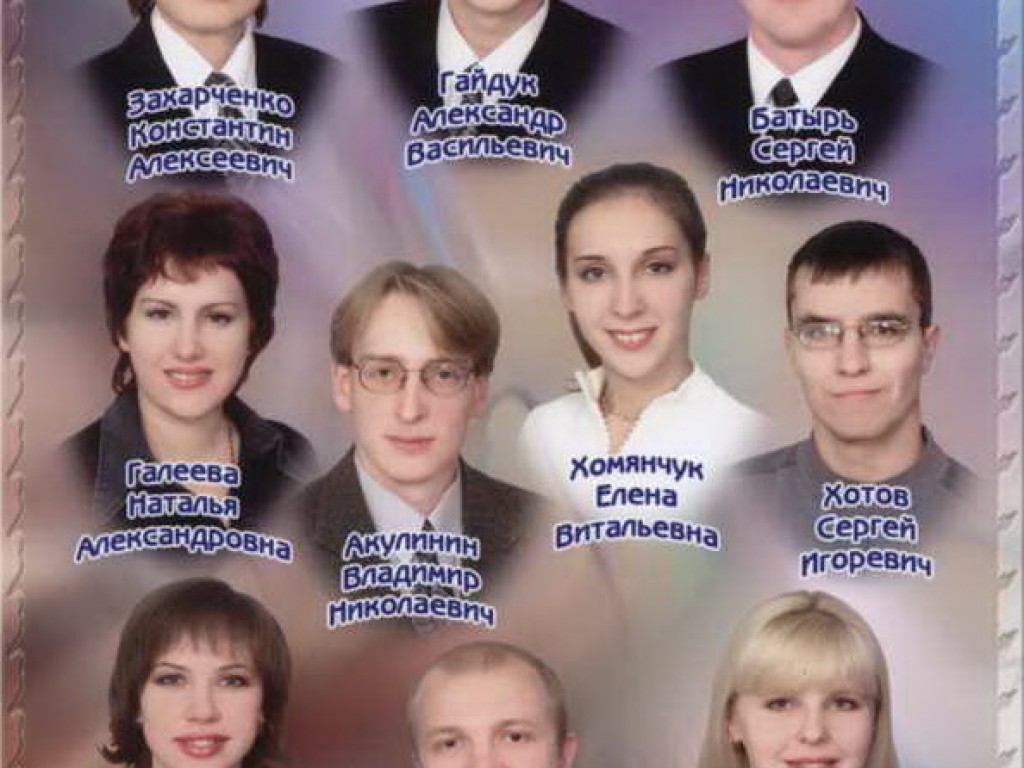 Захарченко
Константин
Алексеевич
Гайдук
Александр
Васильевич
Батырь
Сергей
Николаевич
Галеева
Наталья
Александровна
Акулинин
Владимир
Николаевич
Хомянчук
Елена
Витальевна
Хотов
Сергей
Игоревич